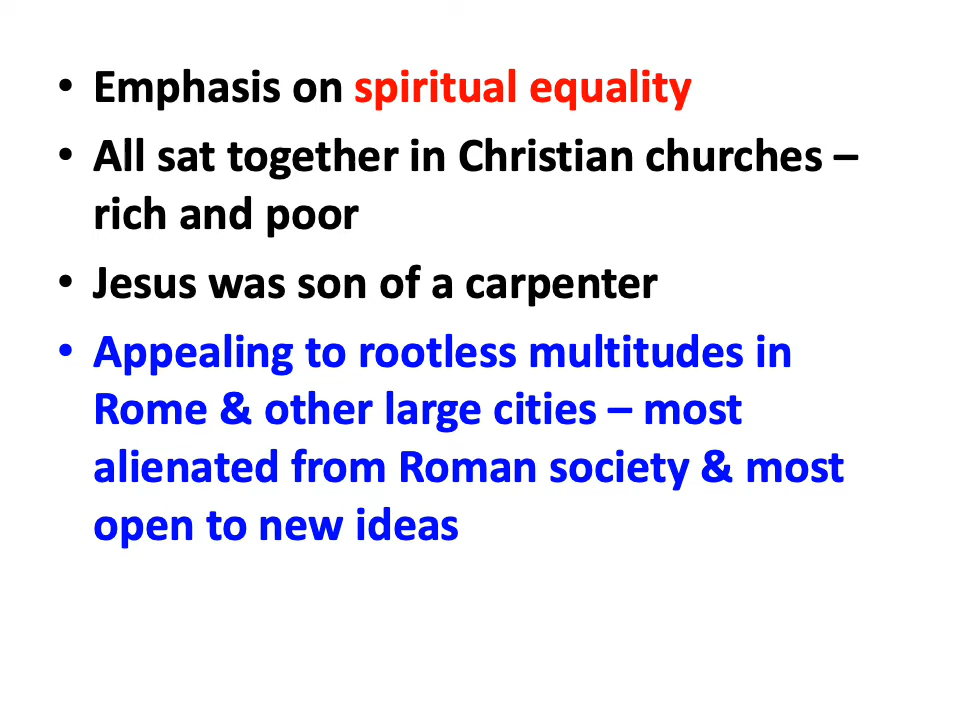 • Emphasis on spiritual equality
• All sat together in Christian churches –
rich and poor
• Jesus was son of a carpenter
• Appealing to rootless multitudes in
Rome & other large cities – most
alienated from Roman society & most
open to new ideas